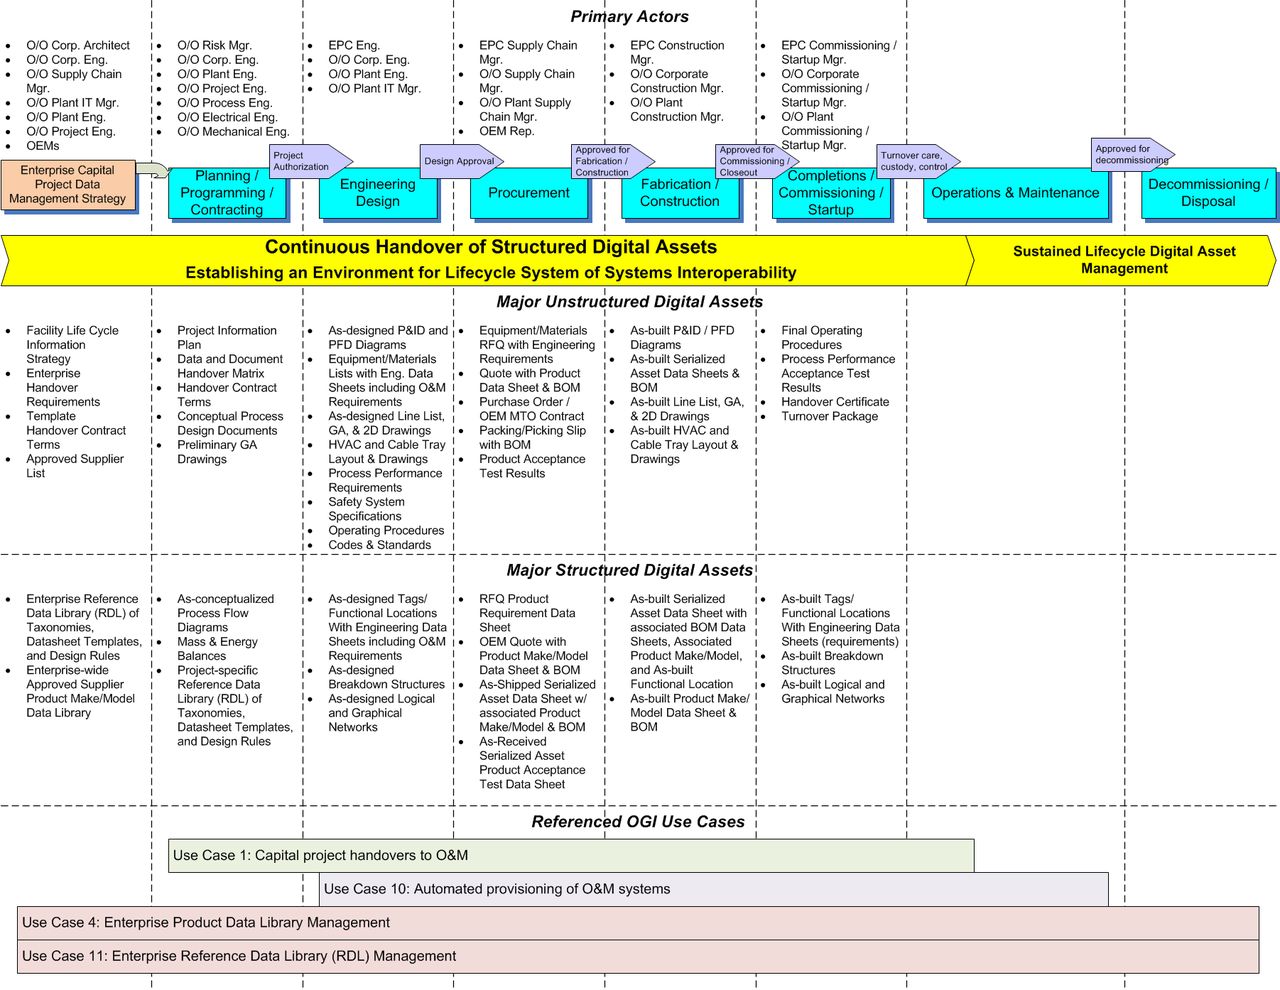 Primary Actors
• O/O Corp. Architect
• O/O Corp. Eng.
• O/O Supply Chain
Mgr.
• O/O Plant IT Mgr.
• O/O Plant Eng.
• O/O Project Eng.
• OEMs
• O/O Risk Mgr.
• O/O Corp. Eng.
• O/O Plant Eng.
• O/O Project Eng.
• O/O Process Eng.
• O/O Electrical Eng.
• O/O Mechanical Eng.
• EPC Eng.
• O/O Corp. Eng.
• O/O Plant Eng.
• O/O Plant IT Mgr.
• EPC Supply Chain
Mgr.
• O/O Supply Chain
Mgr.
• O/O Plant Supply
Chain Mgr.
• OEM Rep.
• EPC Construction
Mgr.
• O/O Corporate
Construction Mgr.
• O/O Plant
Construction Mgr.
• EPC Commissioning /
Startup Mgr.
• O/O Corporate
Commissioning /
Startup Mgr.
• O/O Plant
Commissioning /
Startup Mgr.
Project
Authorization
Design Approval
Approved for
Fabrication /
Construction
Approved for
Commissioning /
Closeout
Turnover care,
custody, control
Approved for
decommissioning
Enterprise Capital
Project Data
Management Strategy
Planning /
Programming /
Contracting
Engineering
Design
Procurement
Fabrication /
Construction
Completions /
Commissioning /
Startup
Operations & Maintenance
Decommissioning /
Disposal
Continuous Handover of Structured Digital Assets
Establishing an Environment for Lifecycle System of Systems Interoperability
Sustained Lifecycle Digital Asset
Management
Major Unstructured Digital Assets
• Facility Life Cycle
Information
Strategy
• Enterprise
Handover
Requirements
• Template
Handover Contract
Terms
• Approved Supplier
List
• Project Information
Plan
• Data and Document
Handover Matrix
• Handover Contract
Terms
• Conceptual Process
Design Documents
• Preliminary GA
Drawings
• As-designed P&ID and
PFD Diagrams
• Equipment/Materials
Lists with Eng. Data
Sheets including O&M
Requirements
• As-designed Line List,
GA, & 2D Drawings
• HVAC and Cable Tray
Layout & Drawings
• Process Performance
Requirements
• Safety System
Specifications
• Operating Procedures
• Codes & Standards
• Equipment/Materials
RFQ with Engineering
Requirements
• Quote with Product
Data Sheet & BOM
• Purchase Order /
OEM MTO Contract
• Packing/Picking Slip
with BOM
• Product Acceptance
Test Results
• As-built P&ID / PFD
Diagrams
• As-built Serialized
Asset Data Sheets &
BOM
• As-built Line List, GA,
& 2D Drawings
• As-built HVAC and
Cable Tray Layout &
Drawings
• Final Operating
Procedures
• Process Performance
Acceptance Test
Results
• Handover Certificate
• Turnover Package
Major Structured Digital Assets
• Enterprise Reference
Data Library (RDL) of
Taxonomies,
Datasheet Templates,
and Design Rules
• Enterprise-wide
Approved Supplier
Product Make/Model
Data Library
• As-conceptualized
Process Flow
Diagrams
• Mass & Energy
Balances
• Project-specific
Reference Data
Library (RDL) of
Taxonomies,
Datasheet Templates,
and Design Rules
• As-designed Tags/
Functional Locations
With Engineering Data
Sheets including O&M
Requirements
• As-designed
Breakdown Structures
• As-designed Logical
and Graphical
Networks
• RFQ Product
Requirement Data
Sheet
• OEM Quote with
Product Make/Model
Data Sheet & BOM
• As-Shipped Serialized
Asset Data Sheet w/
associated Product
Make/Model & BOM
• As-Received
Serialized Asset
Product Acceptance
Test Data Sheet
• As-built Serialized
Asset Data Sheet with
associated BOM Data
Sheets, Associated
Product Make/Model,
and As-built
Functional Location
• As-built Product Make/
Model Data Sheet &
BOM
• As-built Tags/
Functional Locations
With Engineering Data
Sheets (requirements)
• As-built Breakdown
Structures
• As-built Logical and
Graphical Networks
Referenced OGI Use Cases
Use Case 1: Capital project handovers to O&M
Use Case 10: Automated provisioning of O&M systems
Use Case 4: Enterprise Product Data Library Management
Use Case 11: Enterprise Reference Data Library (RDL) Management